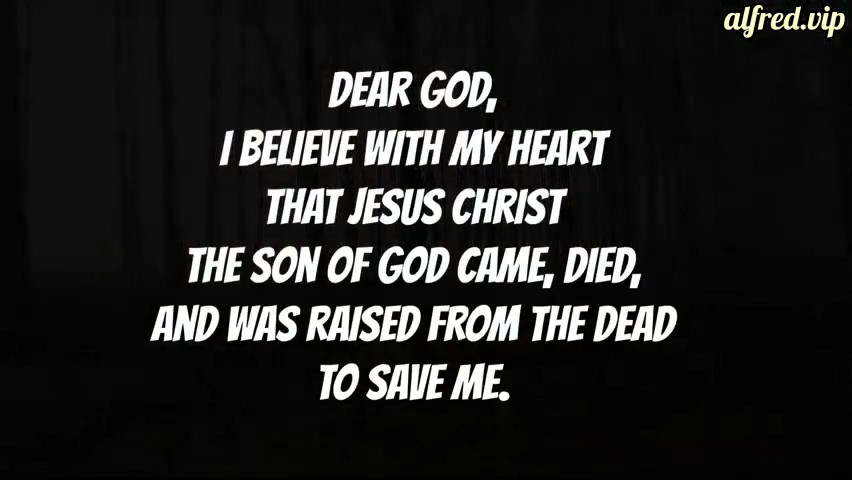 alfred.vip
DEAR GOD,
I BELIEVE WITH MY HEART
THAT JESUS CHRIST
THE SON OF GOD CAME, DIED,
AND WAS RAISED FROM THE DEAD
TO SAVE ME.